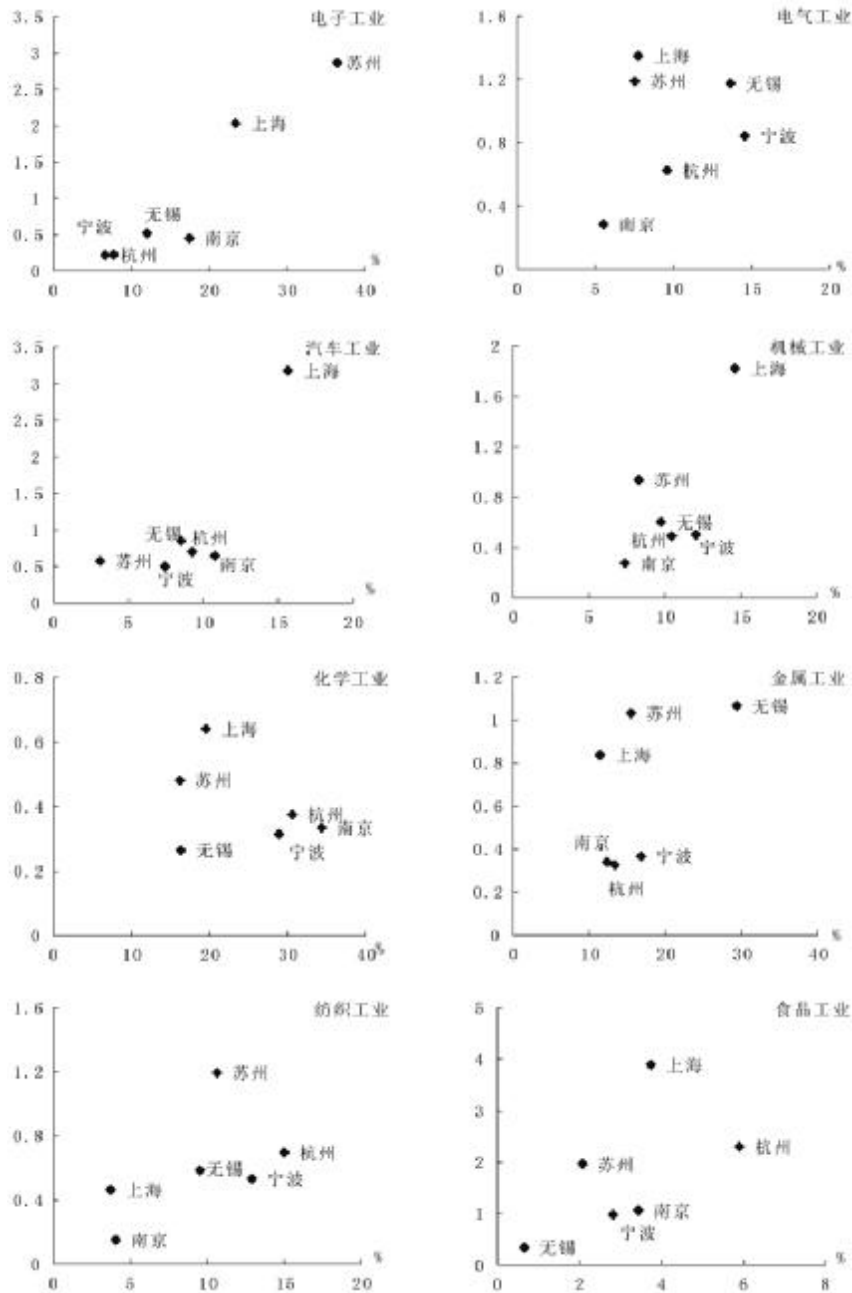 电子工业
3.5
3
2.5
2
1.5
1
0.5
0
苏州
上海
无锡
宁波
南京
杭州
%
10
20
30
40
电气工业
1.6
1.2
0.8
0.4
0
上海
苏州
无锡
宁波
杭州
南京
%
0
5
10
15
20
汽车工业
3.5
3
2.5
2
1.5
1
0.5
0
上海
无锡
杭州
苏州
南京
宁波
%
0
5
10
15
20
机械工业
2
1.6
1.2
0.8
0.4
0
上海
苏州
无锡
杭州
宁波
南京
%
0
5
10
15
20
化学工业
0.8
0.6
0.4
0.2
0
上海
苏州
杭州
南京
无锡
宁波
0
10
20
30
40%
金属工业
1.2
1
0.8
0.6
0.4
0.2
0
苏州
无锡
上海
南京
宁波
杭州
%
0
10
20
30
40
纺织工业
1.6
1.2
0.8
0.4
0
苏州
杭州
无锡
宁波
上海
南京
%
0
5
10
15
20
食品工业
5
4
3
2
1
0
上海
杭州
苏州
南京
宁波
无锡
%
0
2
4
6
8